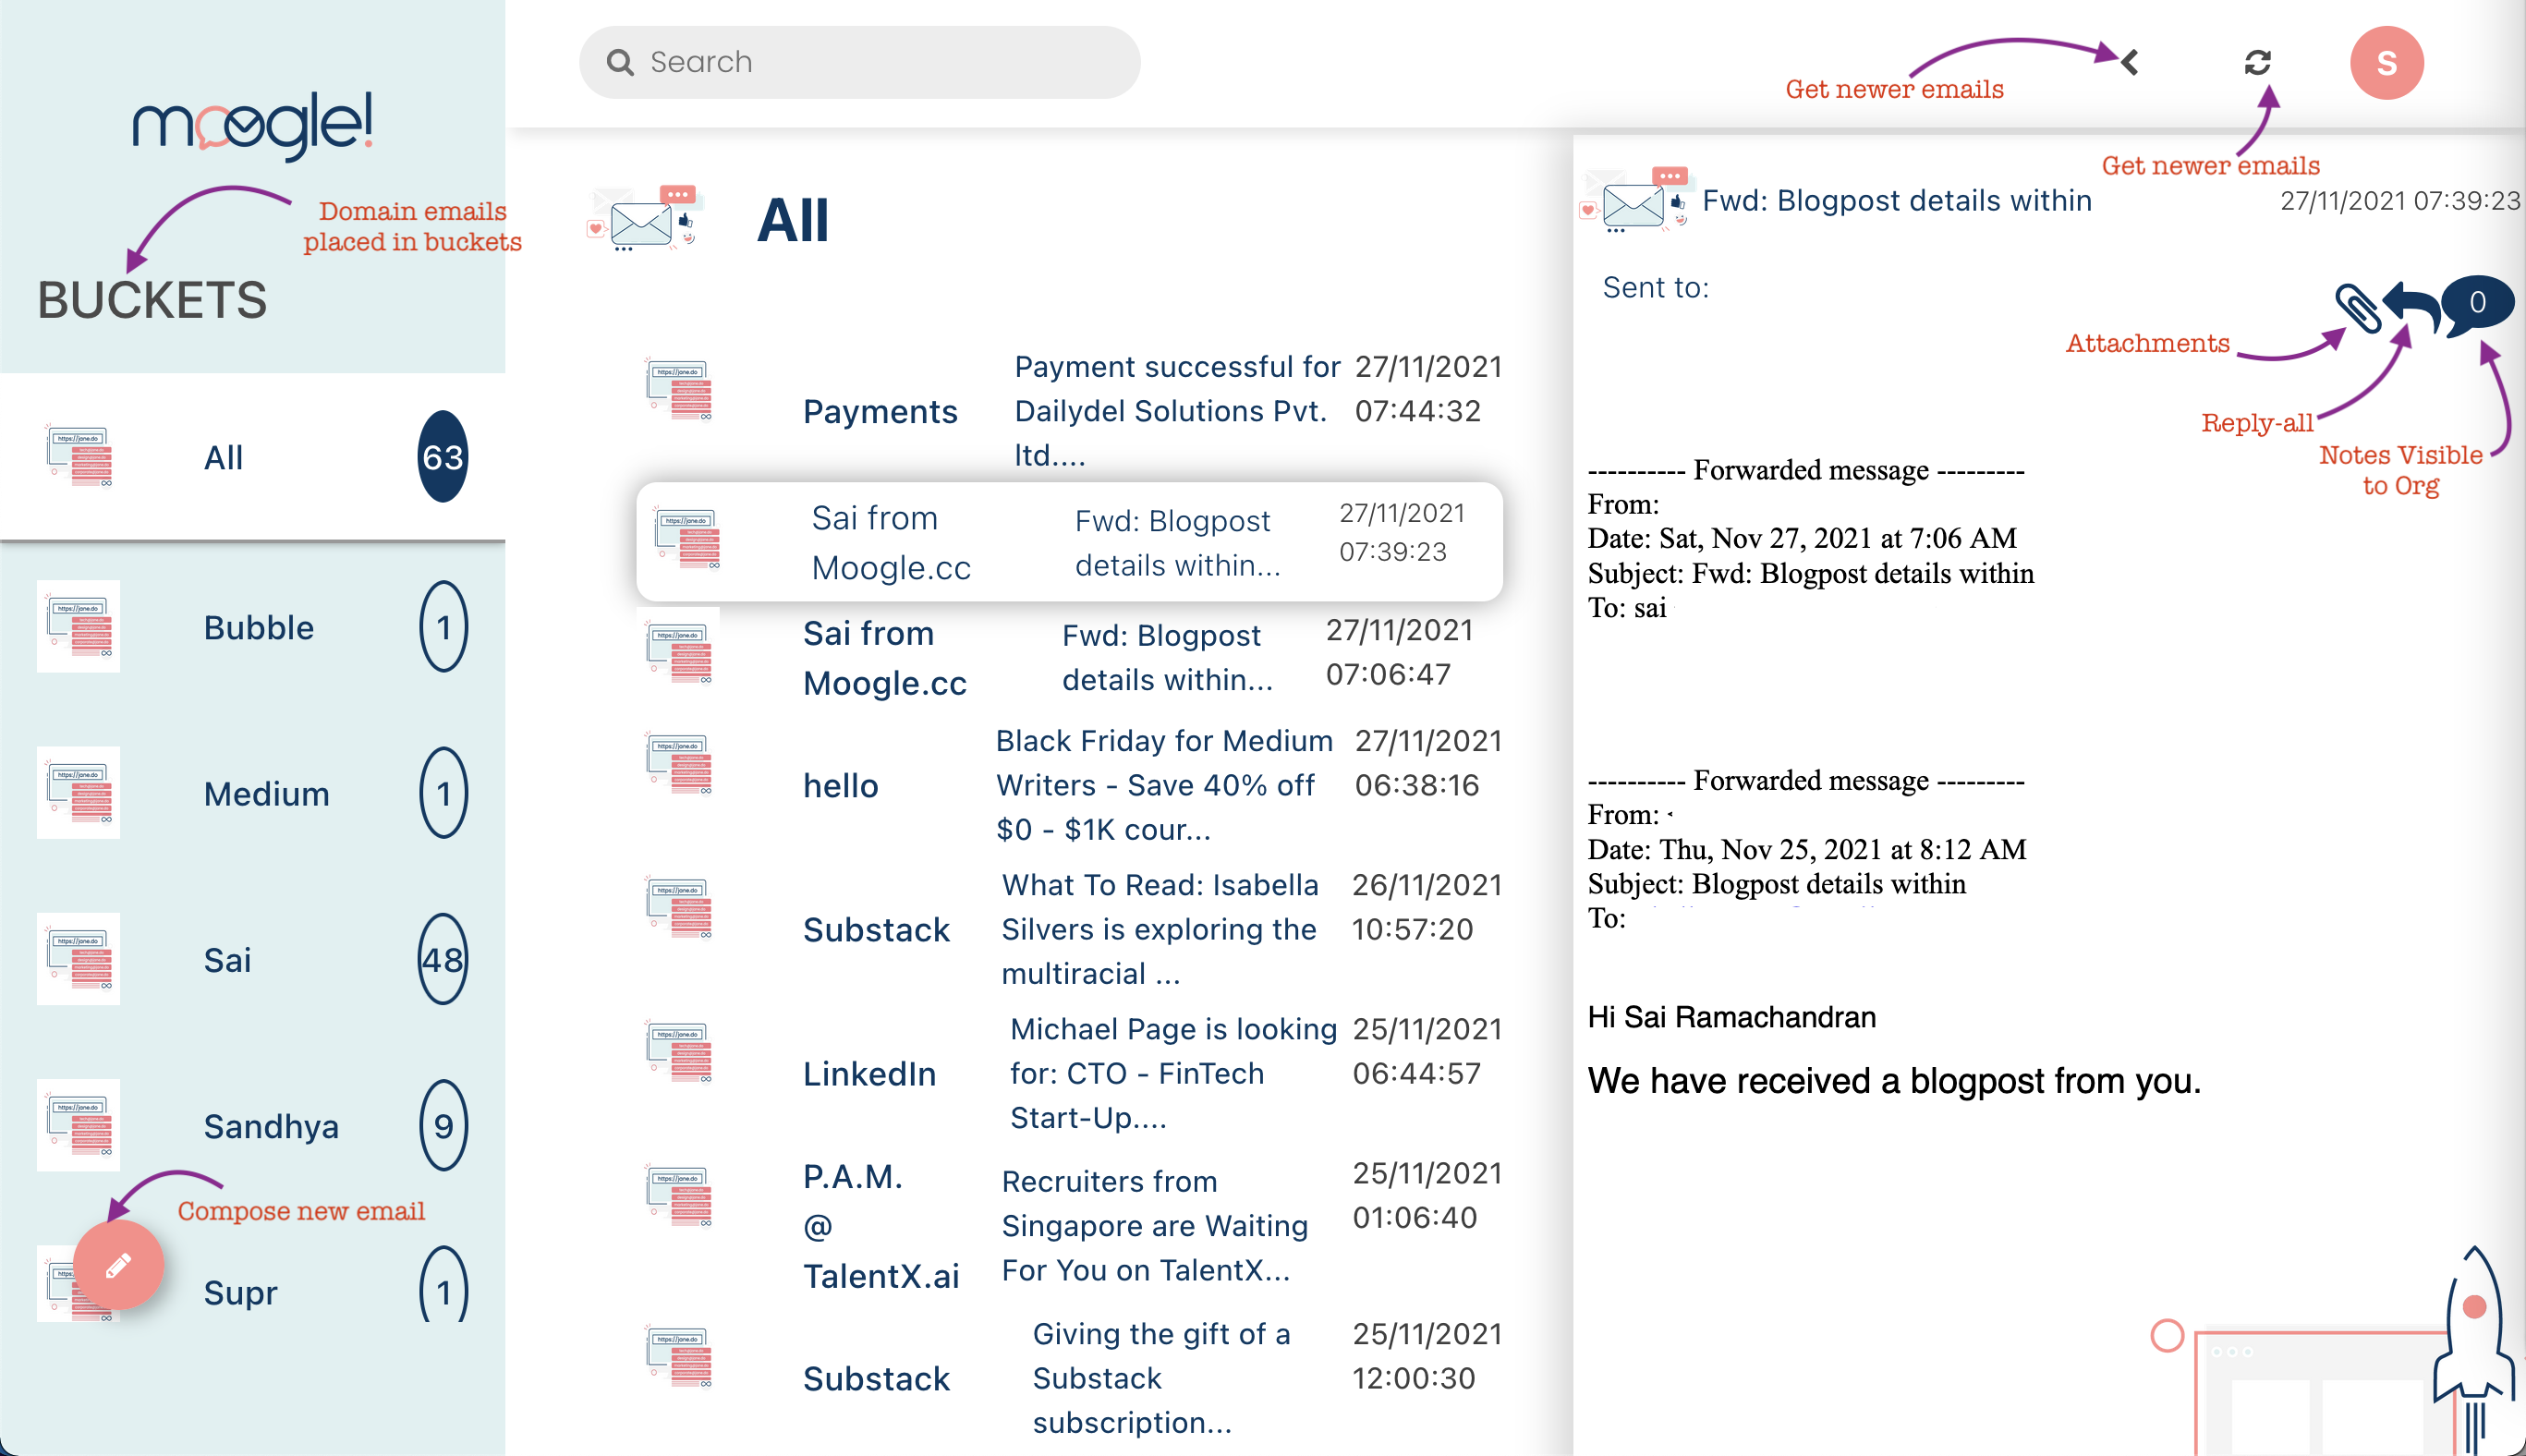 moogle!
Domain emails
placed in buckets
BUCKETS
All 63
Bubble 1
Medium 1
Sai 48
Sandhya 9
Compose new email
Supr 1
Search
Get newer emails
S
Get newer emails
All
Payments
Payment successful for
Dailydel Solutions Pvt.
ltd....
27/11/2021
07:44:32
Sai from
Moogle.cc
Fwd: Blogpost
details within...
27/11/2021
07:39:23
Sai from
Moogle.cc
Fwd: Blogpost
details within...
27/11/2021
07:06:47
hello
Black Friday for Medium
Writers - Save 40% off
$0 - $1K cour...
27/11/2021
06:38:16
Substack
What To Read: Isabella
Silvers is exploring the
multiracial ...
26/11/2021
10:57:20
LinkedIn
Michael Page is looking
for: CTO - FinTech
Start-Up....
25/11/2021
06:44:57
P.A.M.
@
TalentX.ai
Recruiters from
Singapore are Waiting
For You on TalentX...
25/11/2021
01:06:40
Substack
Giving the gift of a
Substack
subscription...
25/11/2021
12:00:30
Fwd: Blogpost details within
27/11/2021 07:39:23
Sent to:
0
Attachments
Reply-all
Notes Visible
to Org
---------- Forwarded message ---------
From:
Date: Sat, Nov 27, 2021 at 7:06 AM
Subject: Fwd: Blogpost details within
To: sai
---------- Forwarded message ---------
From:
Date: Thu, Nov 25, 2021 at 8:12 AM
Subject: Blogpost details within
To:
Hi Sai Ramachandran
We have received a blogpost from you.